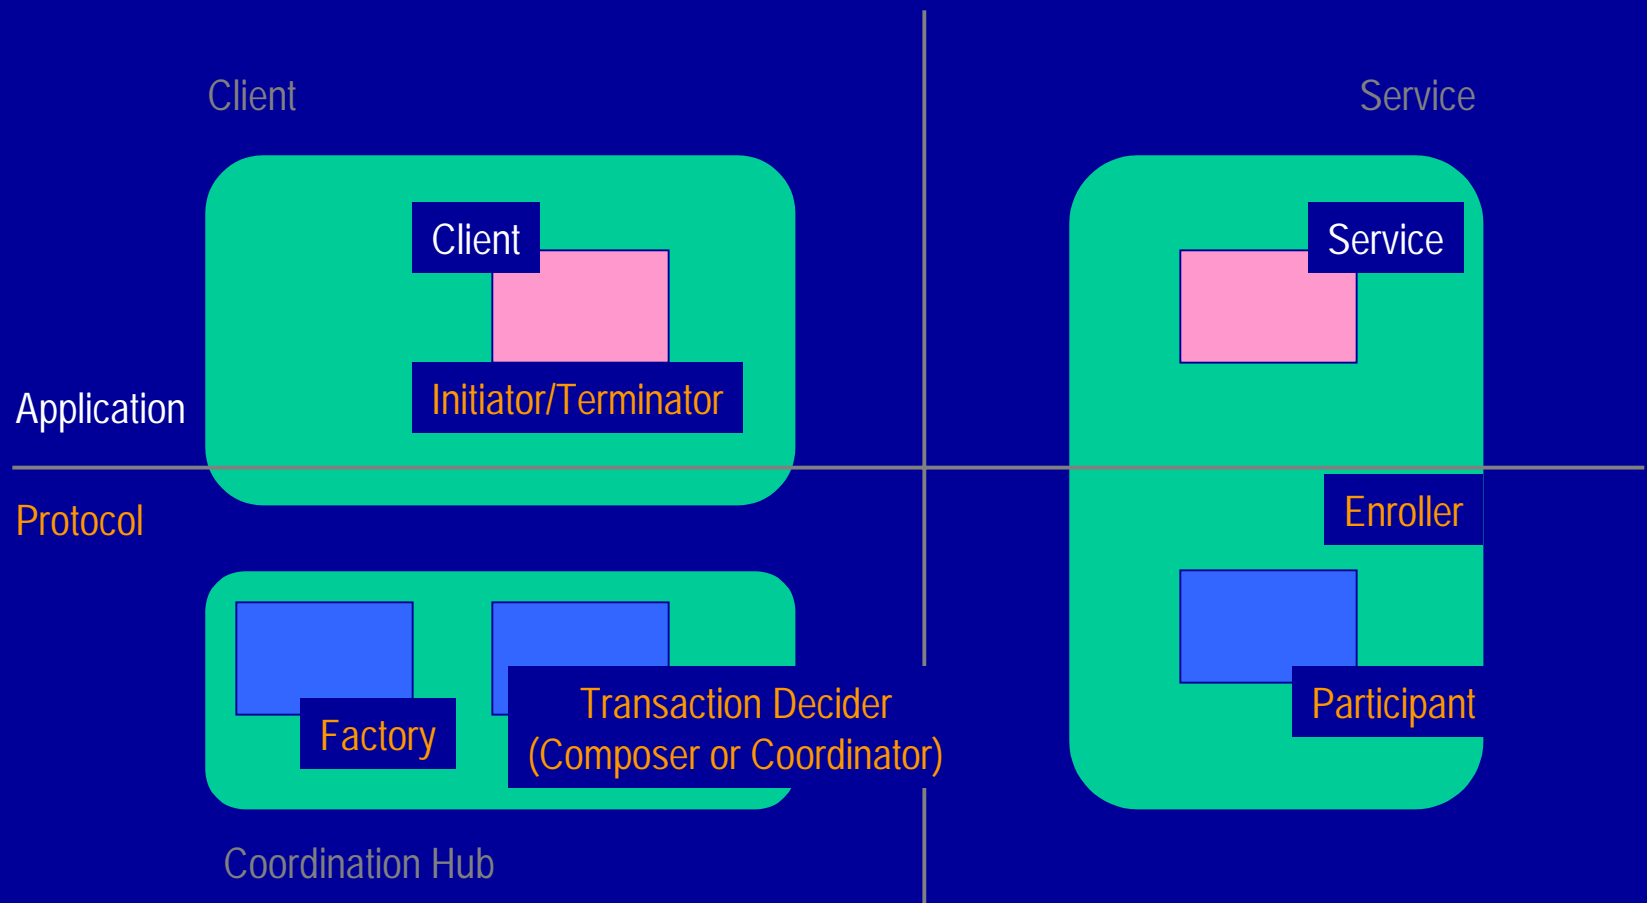 Client
Service
Client
Service
Initiator/Terminator
Application
Protocol
Enroller
Transaction Decider
(Composer or Coordinator)
Factory
Participant
Coordination Hub